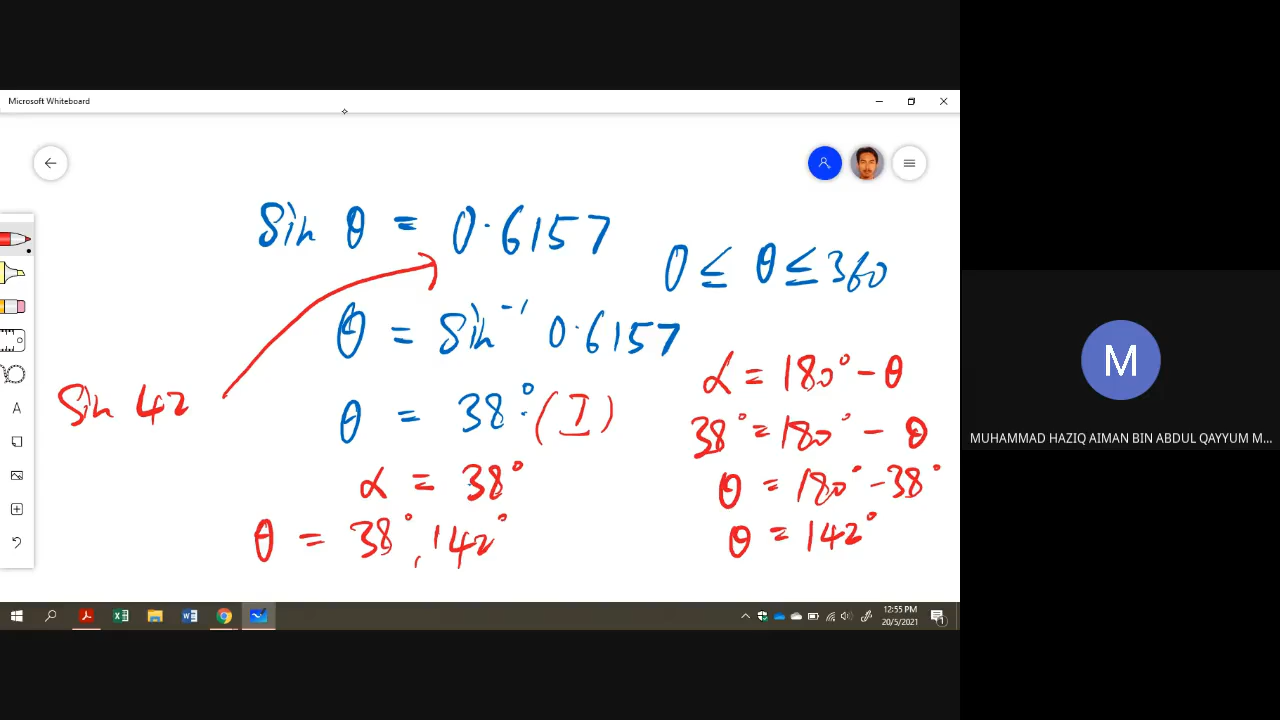 Microsoft Whiteboard
Sin θ = 0.6157
0 ≤ θ ≤ 360
θ = Sin⁻¹ 0.6157
α = 180° - θ
Sin 42
θ = 38° (I)
38° = 180° - θ
α = 38°
θ = 180° - 38°
θ = 38°, 142°
θ = 142°
A
M
MUHAMMAD HAZIQ AIMAN BIN ABDUL QAYYUM M...
12:55 PM
20/5/2021